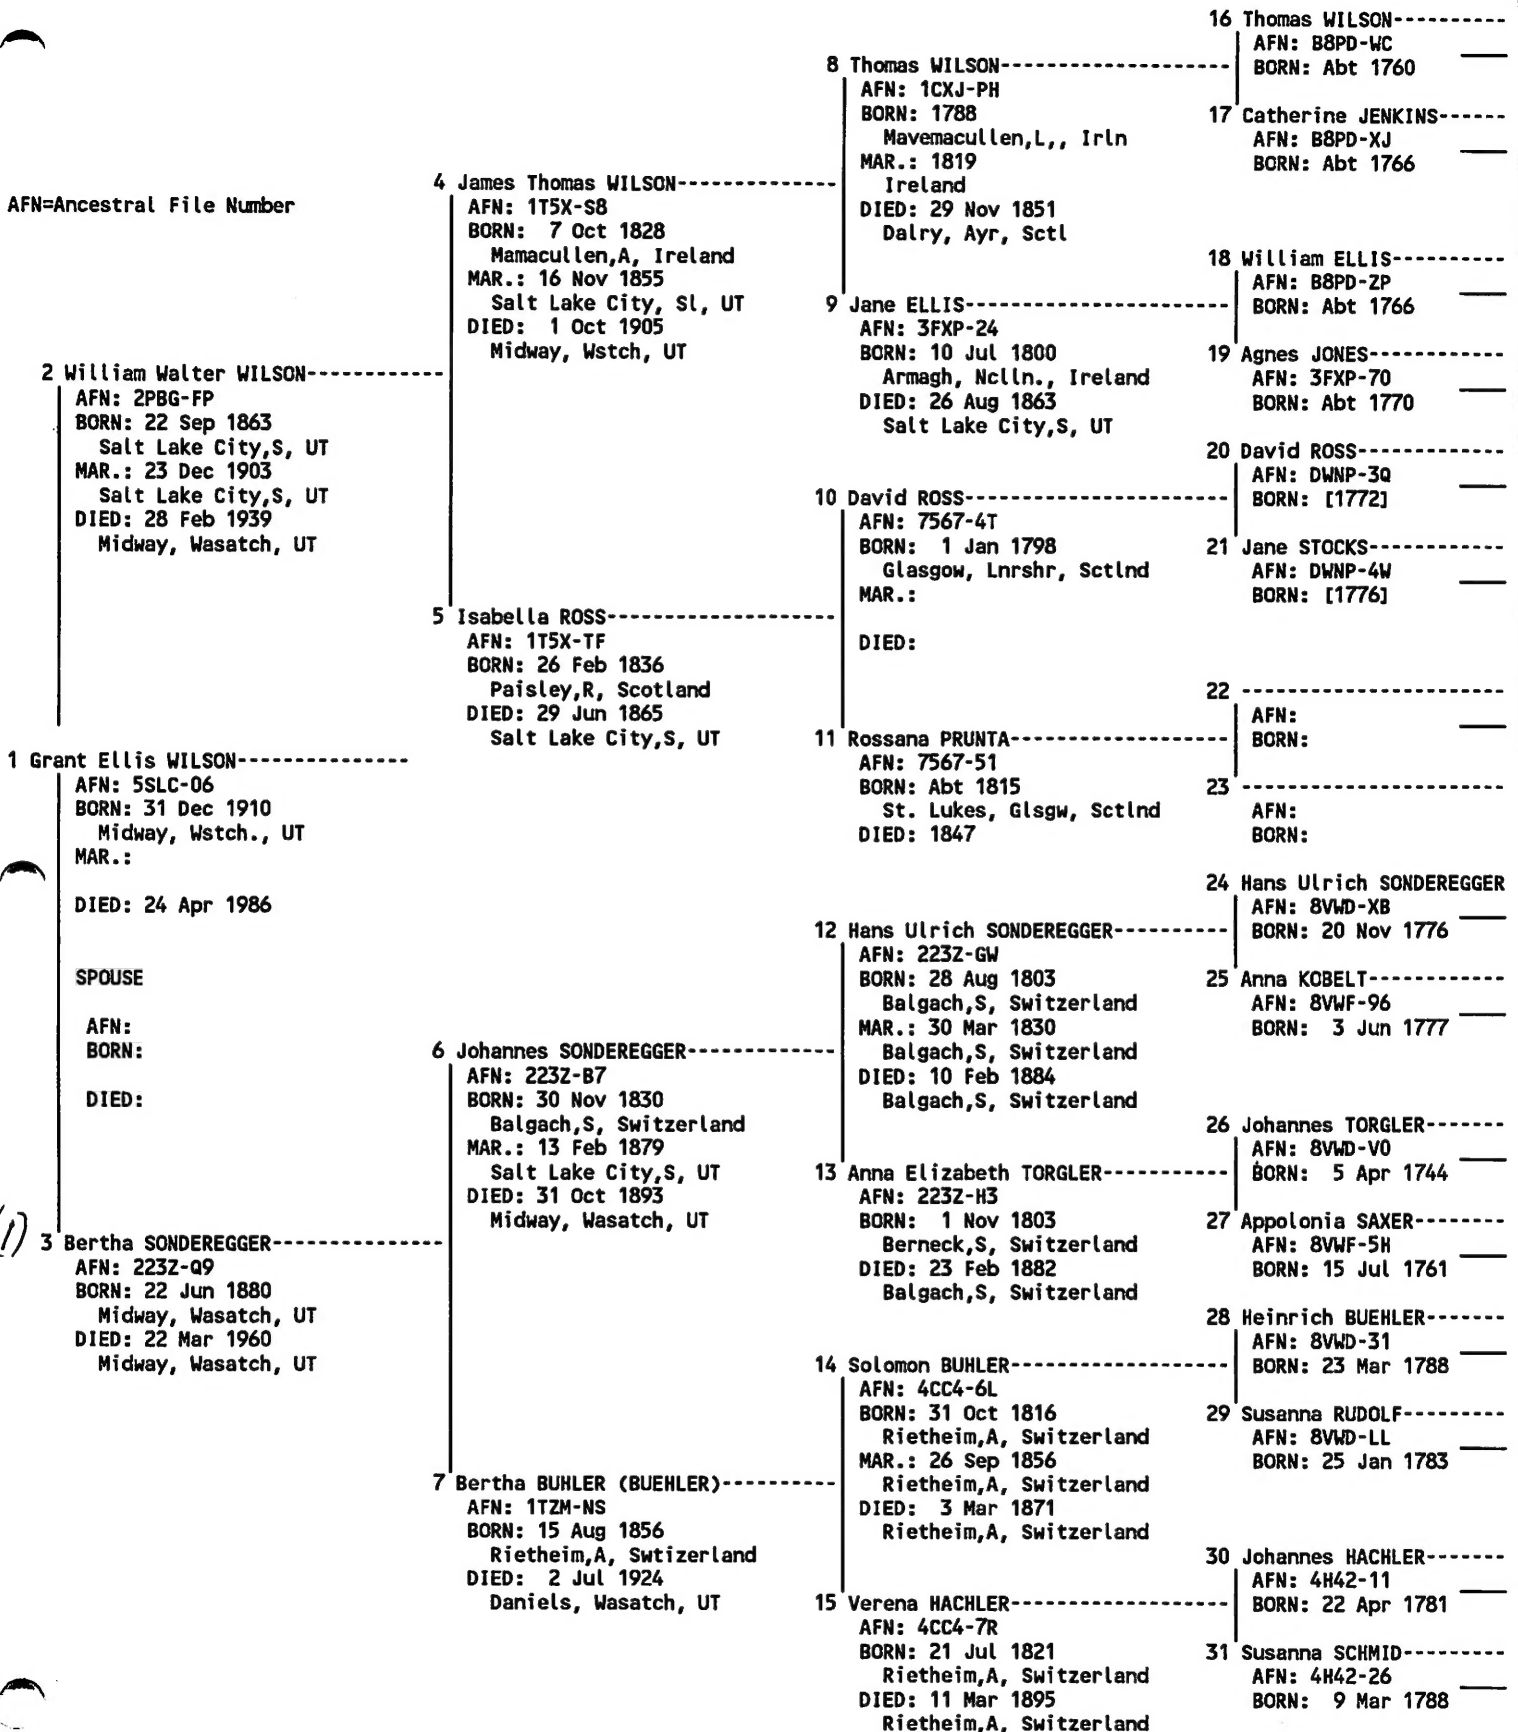 AFN=Ancestral File Number
1 Grant Ellis WILSON---------------
AFN: 5SLC-06
BORN: 31 Dec 1910
Midway, Wstch., UT
MAR.:
DIED: 24 Apr 1986
SPOUSE
AFN:
BORN:
DIED:
2 William Walter WILSON------------
AFN: 2PBG-FP
BORN: 22 Sep 1863
Salt Lake City,S, UT
MAR.: 23 Dec 1903
Salt Lake City,S, UT
DIED: 28 Feb 1939
Midway, Wasatch, UT
3 Bertha SONDEREGGER---------------
AFN: 223Z-Q9
BORN: 22 Jun 1880
Midway, Wasatch, UT
DIED: 22 Mar 1960
Midway, Wasatch, UT
4 James Thomas WILSON--------------
AFN: 1T5X-S8
BORN:  7 Oct 1828
Mamacullen,A, Ireland
MAR.: 16 Nov 1855
Salt Lake City, Sl, UT
DIED:  1 Oct 1905
Midway, Wstch, UT
5 Isabella ROSS--------------------
AFN: 1T5X-TF
BORN: 26 Feb 1836
Paisley,R, Scotland
DIED: 29 Jun 1865
Salt Lake City,S, UT
6 Johannes SONDEREGGER-------------
AFN: 223Z-B7
BORN: 30 Nov 1830
Balgach,S, Switzerland
MAR.: 13 Feb 1879
Salt Lake City,S, UT
DIED: 31 Oct 1893
Midway, Wasatch, UT
7 Bertha BUHLER (BUEHLER)----------
AFN: 1TZM-NS
BORN: 15 Aug 1856
Rietheim,A, Swtizerland
DIED:  2 Jul 1924
Daniels, Wasatch, UT
8 Thomas WILSON--------------------
AFN: 1CXJ-PH
BORN: 1788
Mavemacullen,L,, Irln
MAR.: 1819
Ireland
DIED: 29 Nov 1851
Dalry, Ayr, Sctl
9 Jane ELLIS-----------------------
AFN: 3FXP-24
BORN: 10 Jul 1800
Armagh, Nclln., Ireland
DIED: 26 Aug 1863
Salt Lake City,S, UT
10 David ROSS-----------------------
AFN: 7567-4T
BORN:  1 Jan 1798
Glasgow, Lnrshr, Sctlnd
MAR.:
DIED:
11 Rossana PRUNTA-------------------
AFN: 7567-51
BORN: Abt 1815
St. Lukes, Glsgw, Sctlnd
DIED: 1847
12 Hans Ulrich SONDEREGGER----------
AFN: 223Z-GW
BORN: 28 Aug 1803
Balgach,S, Switzerland
MAR.: 30 Mar 1830
Balgach,S, Switzerland
DIED: 10 Feb 1884
Balgach,S, Switzerland
13 Anna Elizabeth TORGLER-----------
AFN: 223Z-H3
BORN:  1 Nov 1803
Berneck,S, Switzerland
DIED: 23 Feb 1882
Balgach,S, Switzerland
14 Solomon BUHLER-------------------
AFN: 4CC4-6L
BORN: 31 Oct 1816
Rietheim,A, Switzerland
MAR.: 26 Sep 1856
Rietheim,A, Switzerland
DIED:  3 Mar 1871
Rietheim,A, Switzerland
15 Verena HACHLER-------------------
AFN: 4CC4-7R
BORN: 21 Jul 1821
Rietheim,A, Switzerland
DIED: 11 Mar 1895
Rietheim,A, Switzerland
16 Thomas WILSON----------
AFN: B8PD-WC
BORN: Abt 1760
17 Catherine JENKINS------
AFN: B8PD-XJ
BORN: Abt 1766
18 William ELLIS----------
AFN: B8PD-ZP
BORN: Abt 1766
19 Agnes JONES------------
AFN: 3FXP-70
BORN: Abt 1770
20 David ROSS-------------
AFN: DWNP-3Q
BORN: [1772]
21 Jane STOCKS------------
AFN: DWNP-4W
BORN: [1776]
22 -----------------------
AFN:
BORN:
23 -----------------------
AFN:
BORN:
24 Hans Ulrich SONDEREGGER
AFN: 8VWD-XB
BORN: 20 Nov 1776
25 Anna KOBELT------------
AFN: 8VWF-96
BORN:  3 Jun 1777
26 Johannes TORGLER-------
AFN: 8VWD-V0
BORN:  5 Apr 1744
27 Appolonia SAXER--------
AFN: 8VWF-5H
BORN: 15 Jul 1761
28 Heinrich BUEHLER-------
AFN: 8VWD-31
BORN: 23 Mar 1788
29 Susanna RUDOLF---------
AFN: 8VWD-LL
BORN: 25 Jan 1783
30 Johannes HACHLER-------
AFN: 4H42-11
BORN: 22 Apr 1781
31 Susanna SCHMID---------
AFN: 4H42-26
BORN:  9 Mar 1788